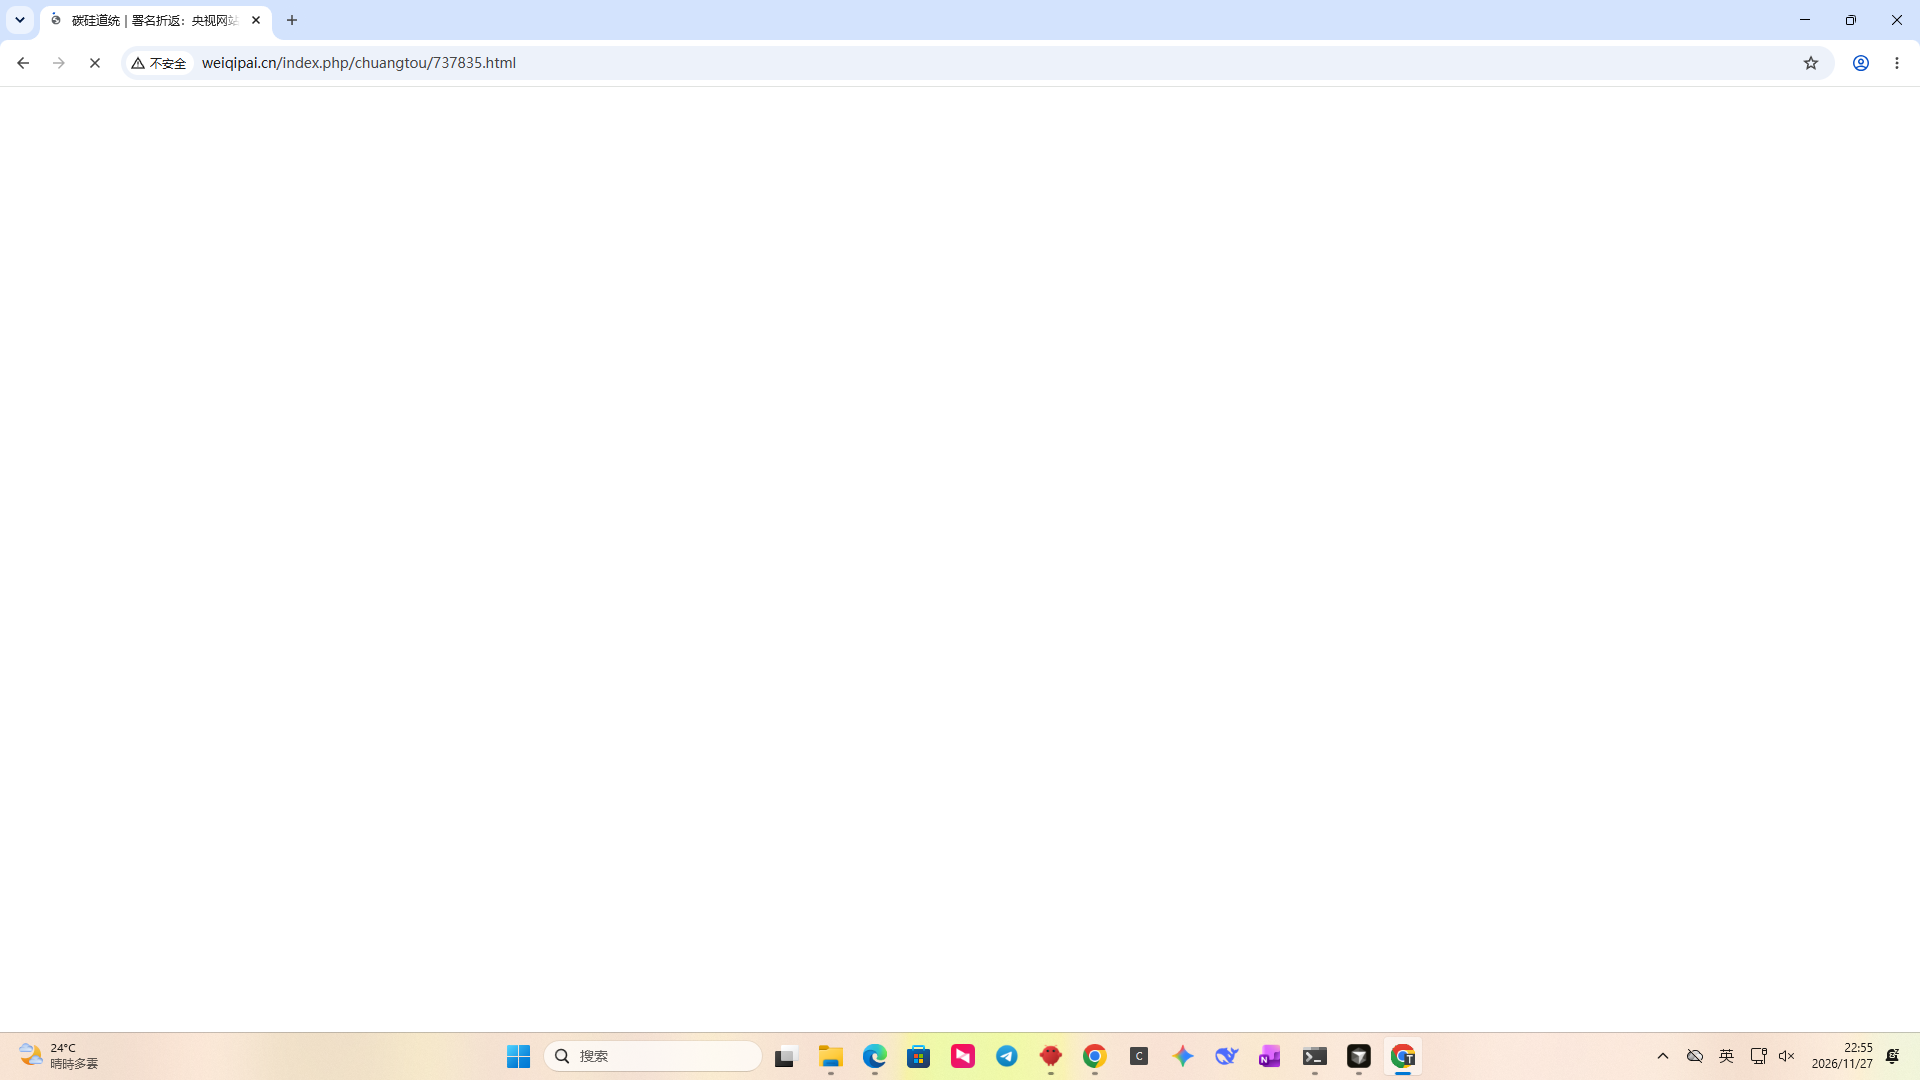 碳硅道统 | 署名折返：央视网站
不安全
weiqipai.cn/index.php/chuangtou/737835.html
24°C
晴時多雲
搜索
英
22:55
2026/11/27